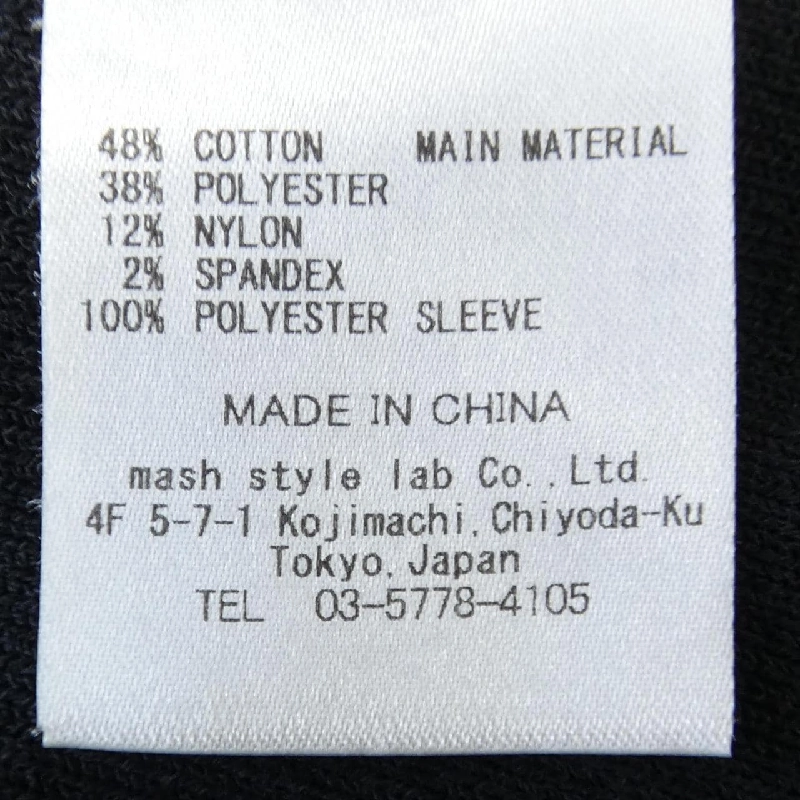 48% COTTON MAIN MATERIAL
38% POLYESTER
12% NYLON
2% SPANDEX
100% POLYESTER SLEEVE
MADE IN CHINA
mash style lab Co.,Ltd.
4F 5-7-1 Kojimachi,Chiyoda-Ku
Tokyo,Japan
TEL 03-5778-4105